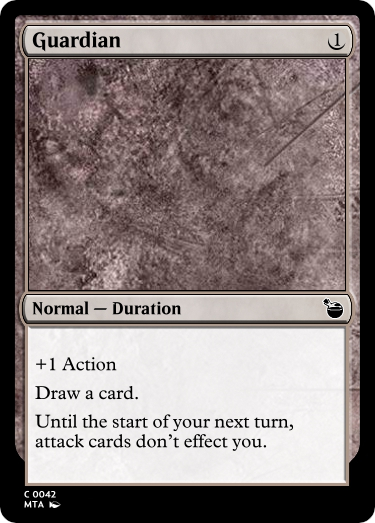 Guardian 1
Normal — Duration
+1 Action
Draw a card.
Until the start of your next turn,
attack cards don't effect you.
C 0042
MTA